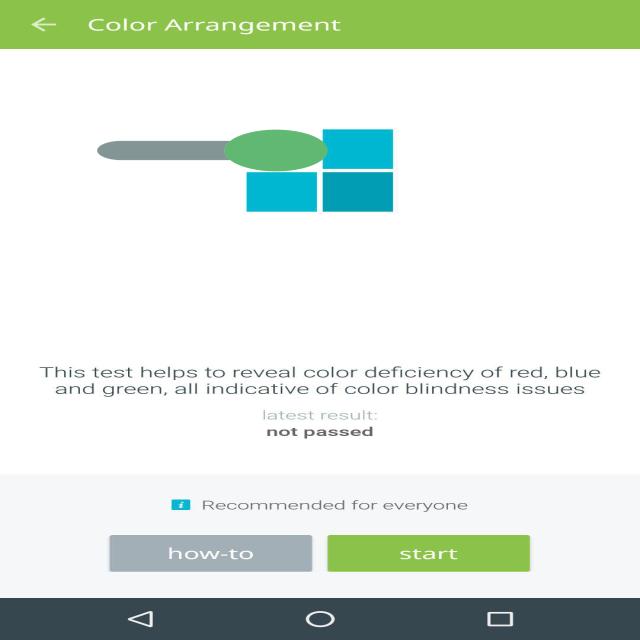 Color Arrangement
This test helps to reveal color deficiency of red, blue
and green, all indicative of color blindness issues
latest result:
not passed
i Recommended for everyone
how-to
start